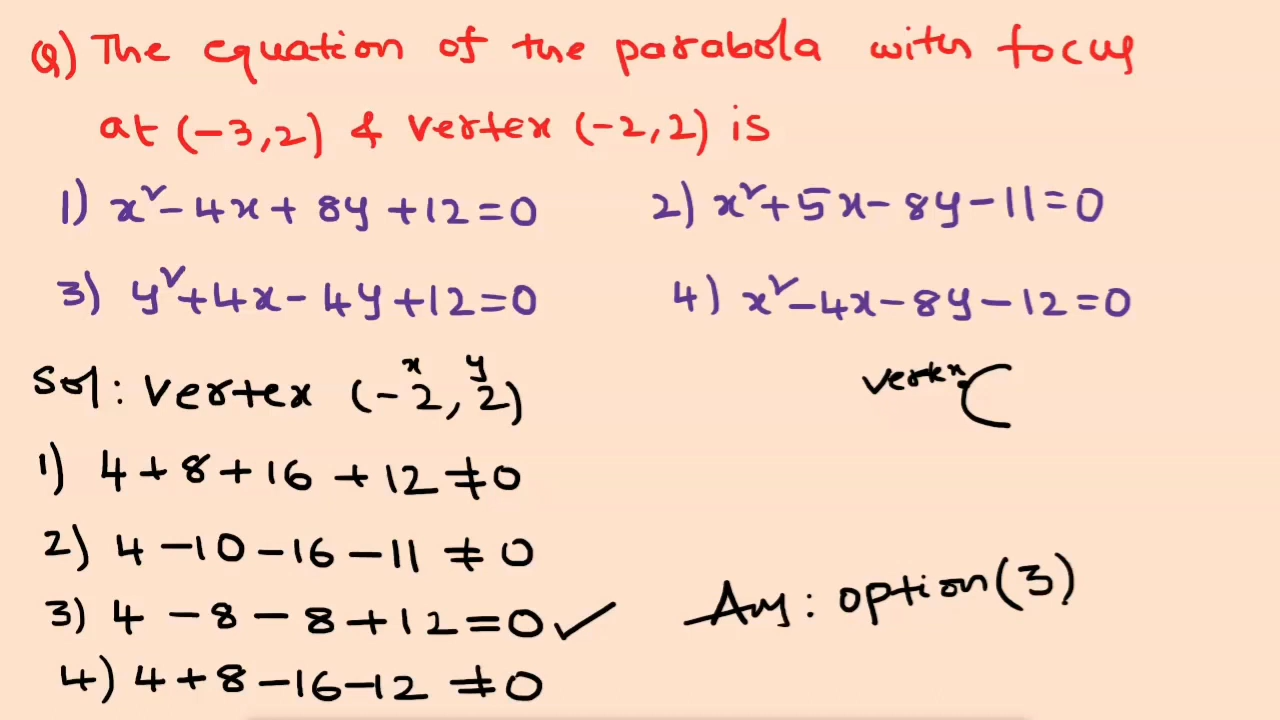 Q) The equation of the parabola with focus
at (-3,2) & vertex (-2,2) is
1) x²-4x+8y+12=0 2) x²+5x-8y-11=0
3) y²+4x-4y+12=0 4) x²-4x-8y-12=0
x y
Sol: Vertex (-2,2)
vertex
1) 4+8+16+12≠0
2) 4-10-16-11≠0
3) 4-8-8+12=0 ✓
Ans: option(3)
4) 4+8-16-12≠0